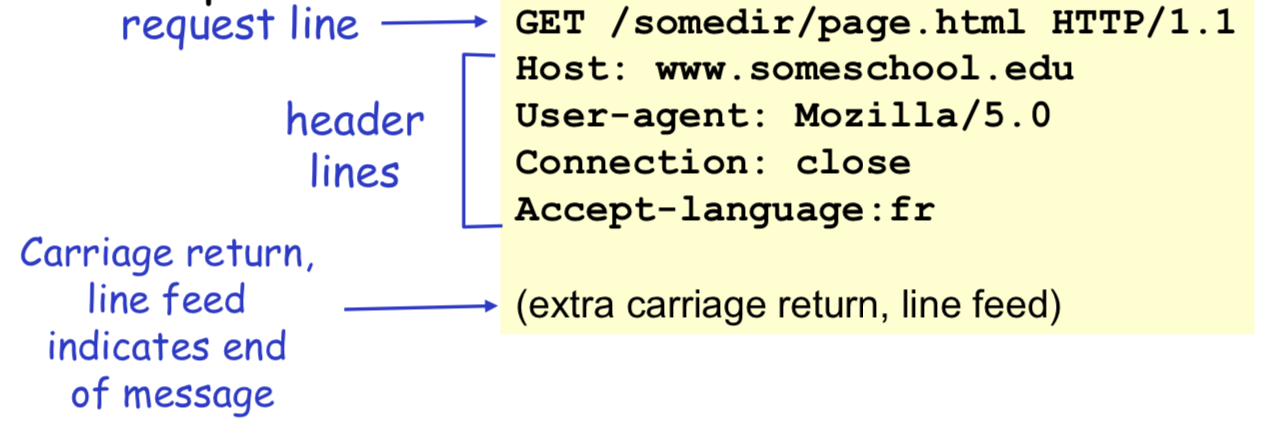 request line
GET /somedir/page.html HTTP/1.1
Host: www.someschool.edu
User-agent: Mozilla/5.0
Connection: close
Accept-language:fr
header
lines
Carriage return,
line feed
indicates end
of message
(extra carriage return, line feed)